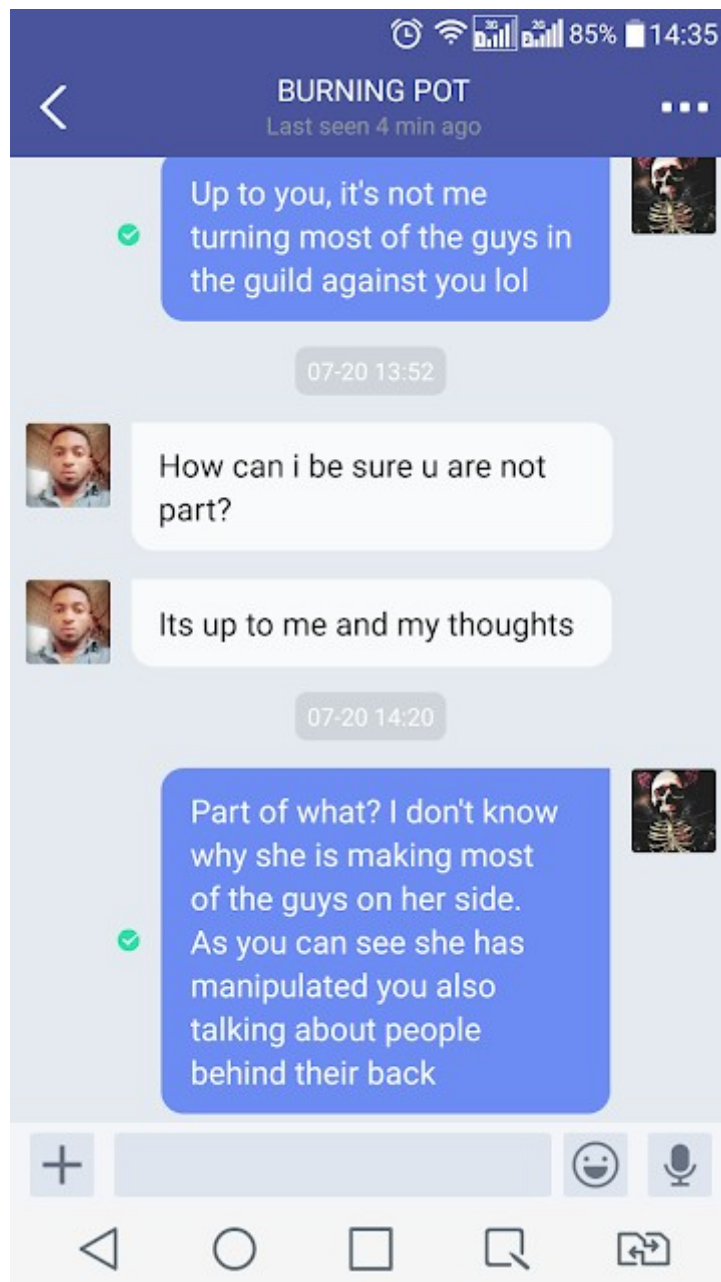 85% 14:35
BURNING POT
Last seen 4 min ago
Up to you, it's not me
turning most of the guys in
the guild against you lol
07-20 13:52
How can i be sure u are not
part?
Its up to me and my thoughts
07-20 14:20
Part of what? I don't know
why she is making most
of the guys on her side.
As you can see she has
manipulated you also
talking about people
behind their back